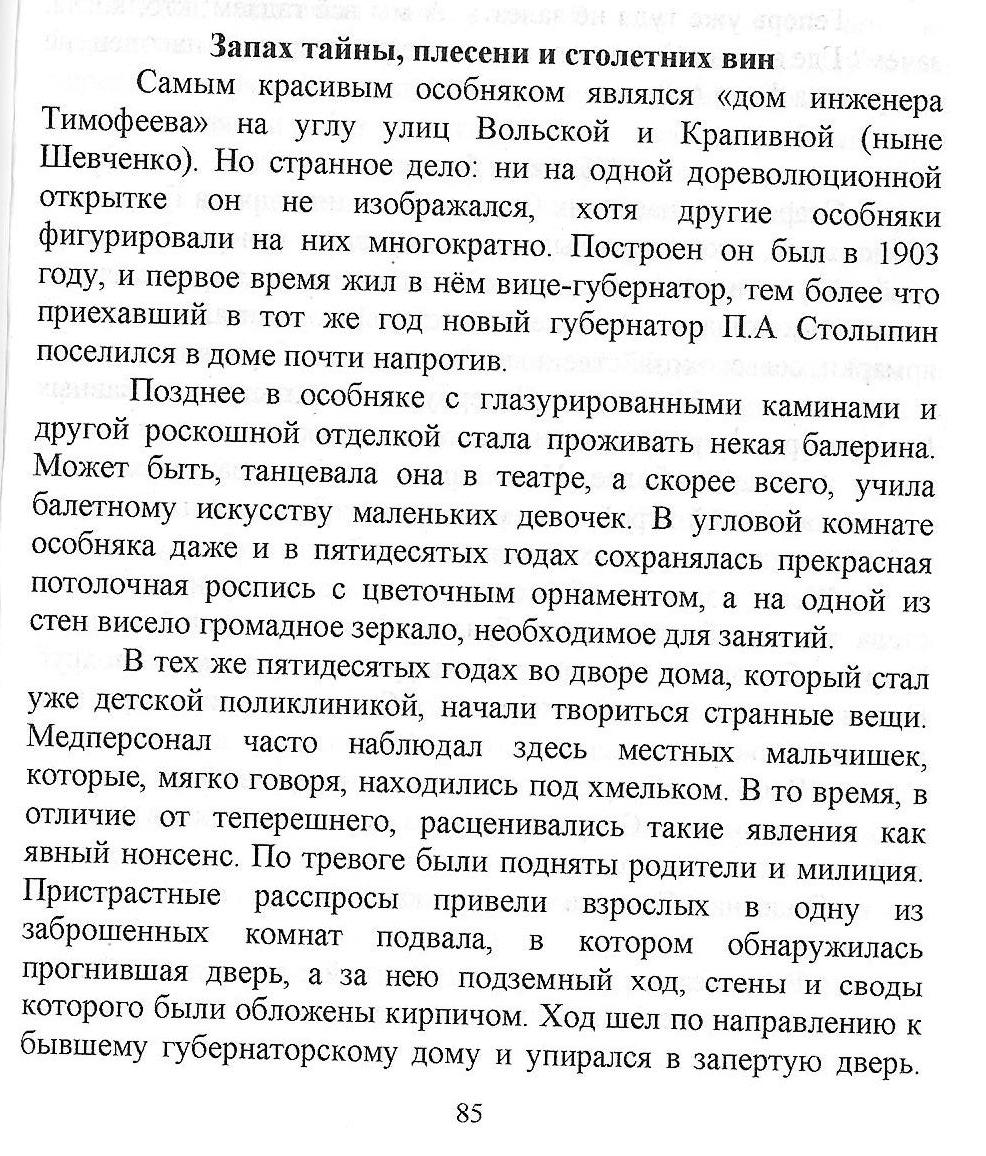 Запах тайны, плесени и столетних вин
Самым красивым особняком являлся «дом инженера
Тимофеева» на углу улиц Вольской и Крапивной (ныне
Шевченко). Но странное дело: ни на одной дореволюционной
открытке он не изображался, хотя другие особняки
фигурировали на них многократно. Построен он был в 1903
году, и первое время жил в нём вице-губернатор, тем более что
приехавший в тот же год новый губернатор П.А Столыпин
поселился в доме почти напротив.
Позднее в особняке с глазурированными каминами и
другой роскошной отделкой стала проживать некая балерина.
Может быть, танцевала она в театре, а скорее всего, учила
балетному искусству маленьких девочек. В угловой комнате
особняка даже и в пятидесятых годах сохранялась прекрасная
потолочная роспись с цветочным орнаментом, а на одной из
стен висело громадное зеркало, необходимое для занятий.
В тех же пятидесятых годах во дворе дома, который стал
уже детской поликлиникой, начали твориться странные вещи.
Медперсонал часто наблюдал здесь местных мальчишек,
которые, мягко говоря, находились под хмельком. В то время, в
отличие от теперешнего, расценивались такие явления как
явный нонсенс. По тревоге были подняты родители и милиция.
Пристрастные расспросы привели взрослых в одну из
заброшенных комнат подвала, в котором обнаружилась
прогнившая дверь, а за нею подземный ход, стены и своды
которого были обложены кирпичом. Ход шел по направлению к
бывшему губернаторскому дому и упирался в запертую дверь.
85